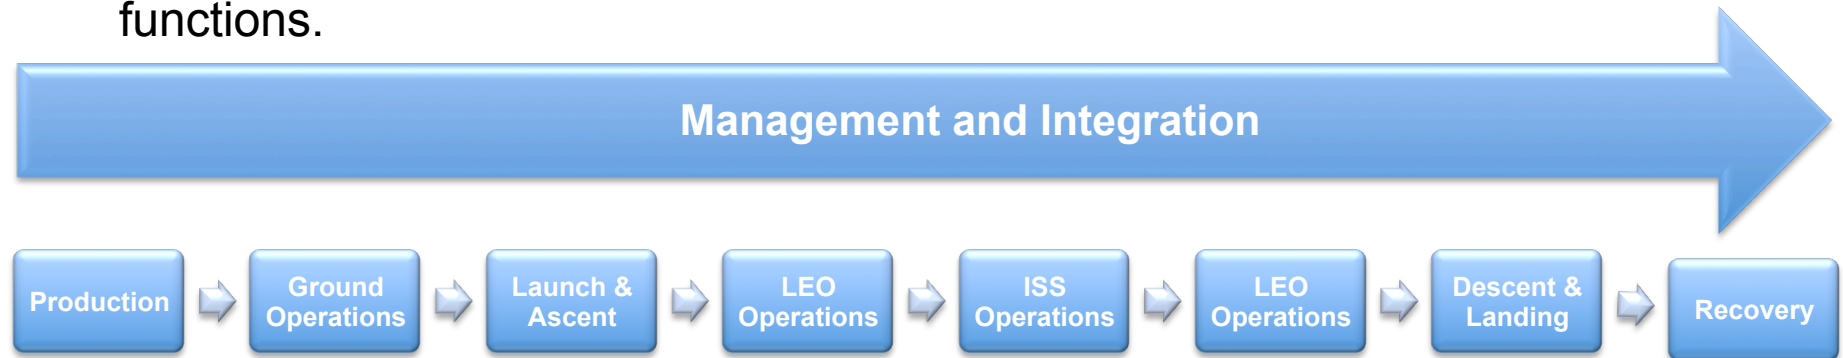 functions.
Management and Integration
Production
Ground
Operations
Launch &
Ascent
LEO
Operations
ISS
Operations
LEO
Operations
Descent &
Landing
Recovery